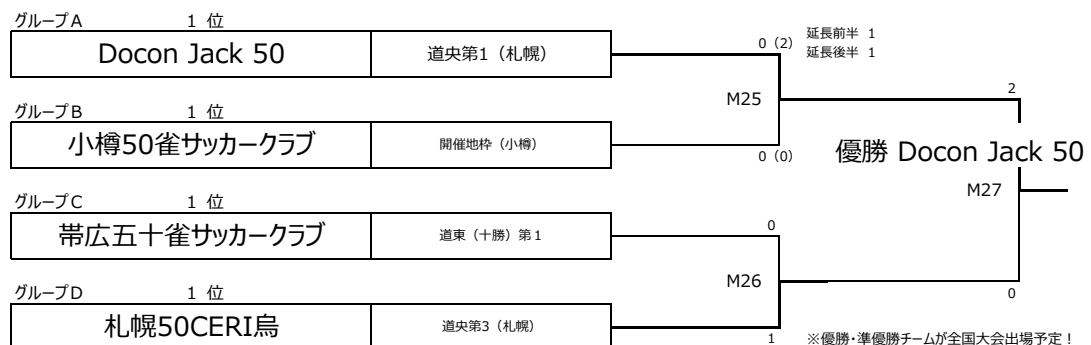 グループA 1 位
Docon Jack 50 道央第1（札幌）
0（2） 延長前半 1
延長後半 1
M25
2
グループB 1 位
小樽50雀サッカークラブ 開催地枠（小樽）
0（0）
優勝 Docon Jack 50
M27
グループC 1 位
帯広五十雀サッカークラブ 道東（十勝）第１
0
M26
0
グループD 1 位
札幌50CERI烏 道央第3（札幌）
1
※優勝・準優勝チームが全国大会出場予定！